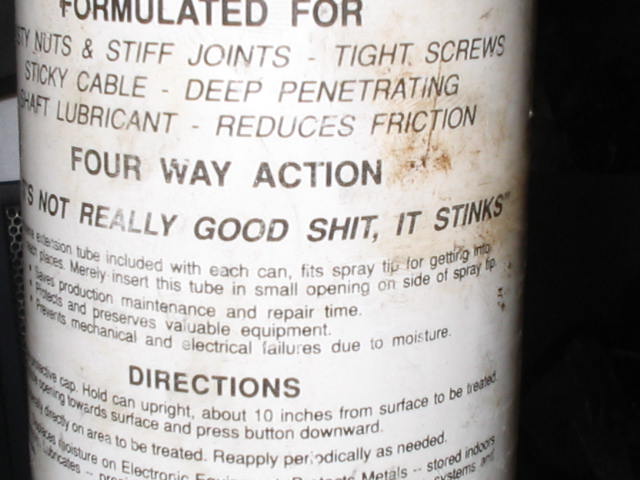 FORMULATED FOR
NUTS & STIFF JOINTS - TIGHT SCREWS
STICKY CABLE - DEEP PENETRATING
SHAFT LUBRICANT - REDUCES FRICTION
FOUR WAY ACTION
NOT REALLY GOOD SHIT, IT STINKS"
extension tube included with each can, fits spray tip for getting into
places. Merely insert this tube in small opening on side of spray tip.
• Saves production maintenance and repair time.
• Protects and preserves valuable equipment.
• Prevents mechanical and electrical failures due to moisture.
DIRECTIONS
cap. Hold can upright, about 10 inches from surface to be treated.
opening towards surface and press button downward.
directly on area to be treated. Reapply periodically as needed.
moisture on Electronic Metals -- stored indoors
Lubricates -- systems and